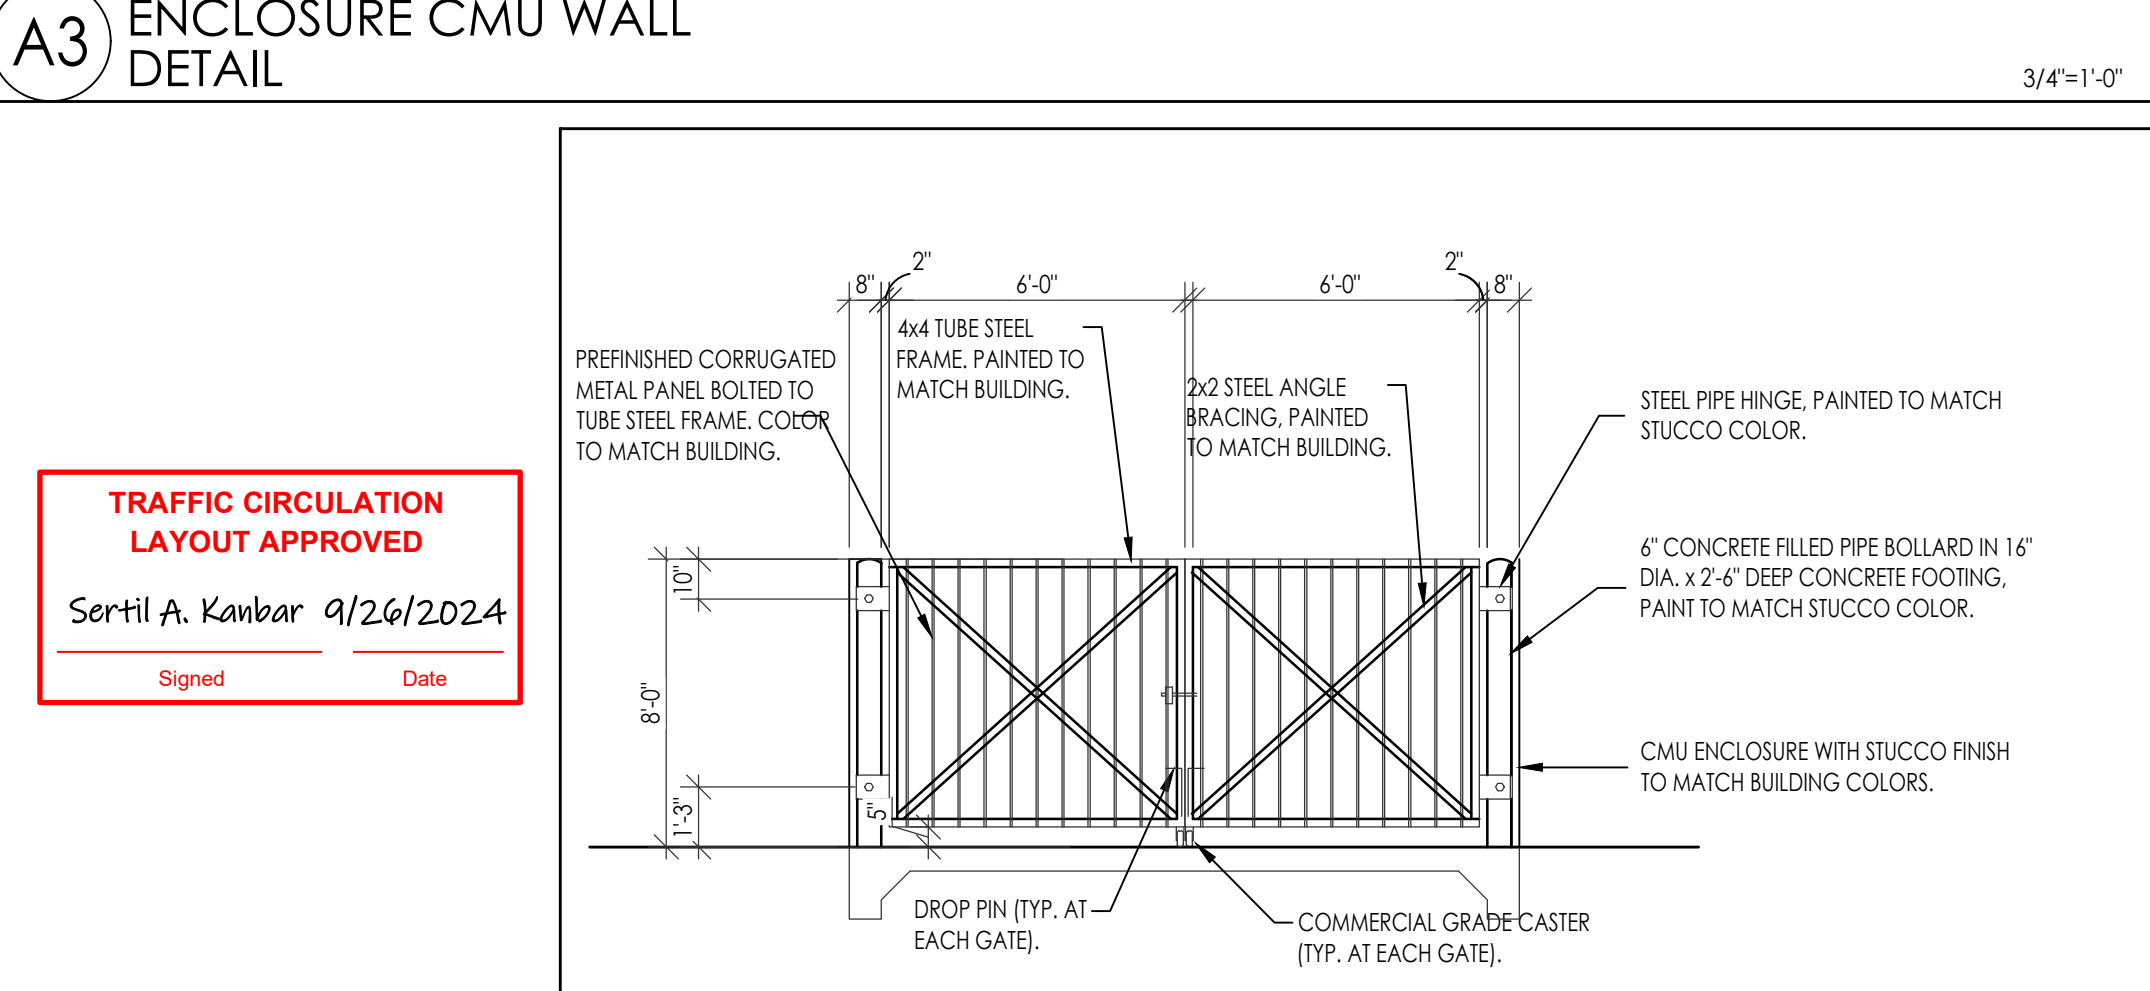 A3
ENCLOSURE CMU WALL
DETAIL
3/4"=1'-0"
8"
2"
6'-0"
6'-0"
2"
8"
PREFINISHED CORRUGATED
METAL PANEL BOLTED TO
TUBE STEEL FRAME. COLOR
TO MATCH BUILDING.
4x4 TUBE STEEL
FRAME. PAINTED TO
MATCH BUILDING.
2x2 STEEL ANGLE
BRACING, PAINTED
TO MATCH BUILDING.
STEEL PIPE HINGE, PAINTED TO MATCH
STUCCO COLOR.
6" CONCRETE FILLED PIPE BOLLARD IN 16"
DIA. x 2'-6" DEEP CONCRETE FOOTING,
PAINT TO MATCH STUCCO COLOR.
CMU ENCLOSURE WITH STUCCO FINISH
TO MATCH BUILDING COLORS.
TRAFFIC CIRCULATION
LAYOUT APPROVED
Sertil A. Kanbar 9/26/2024
Signed Date
10"
8'-0"
1'-3"
5"
DROP PIN (TYP. AT
EACH GATE).
COMMERCIAL GRADE CASTER
(TYP. AT EACH GATE).